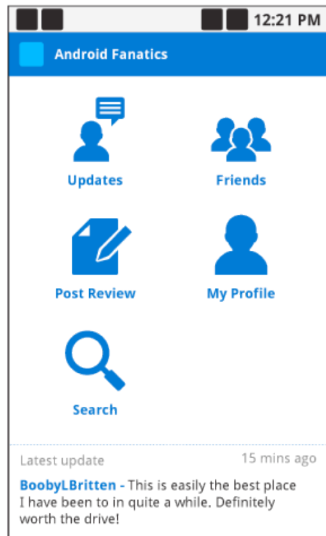 12:21 PM
Android Fanatics
Updates
Friends
Post Review
My Profile
Search
Latest update
15 mins ago
BoobyLBritten - This is easily the best place
I have been to in quite a while. Definitely
worth the drive!